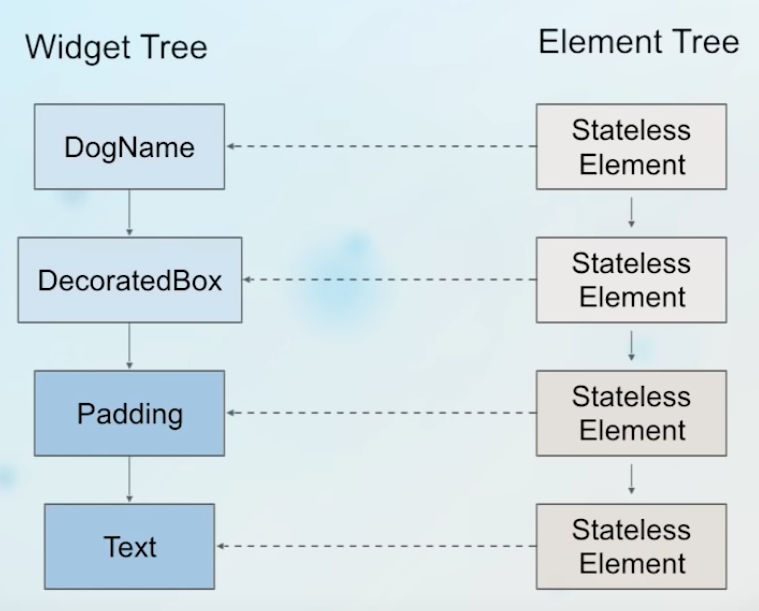 Widget Tree
Element Tree
DogName
Stateless
Element
DecoratedBox
Stateless
Element
Padding
Stateless
Element
Text
Stateless
Element